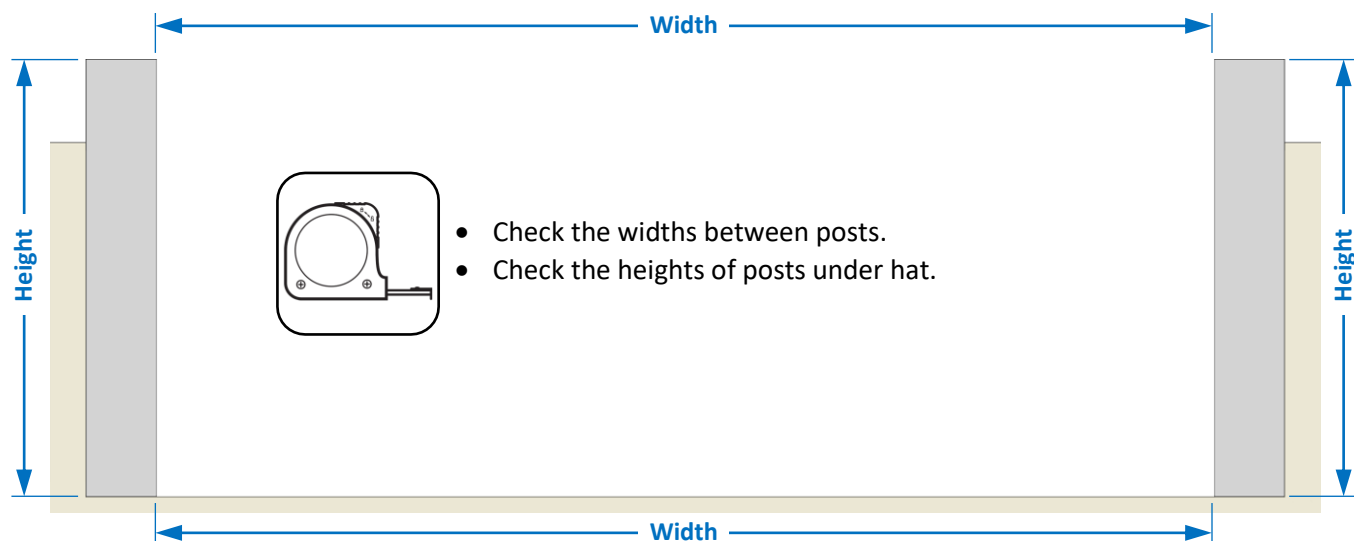 Width
Height
• Check the widths between posts.
• Check the heights of posts under hat.
Height
Width